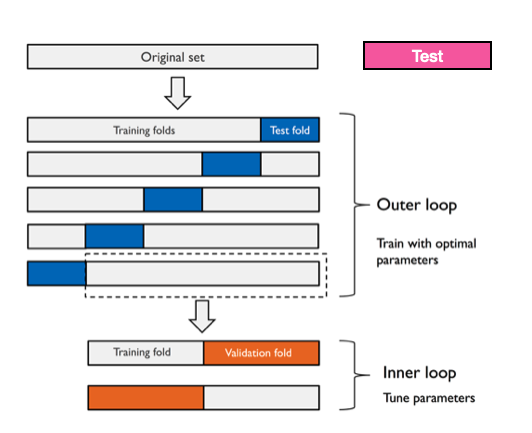 Original set
Test
Training folds
Test fold
Outer loop
Train with optimal
parameters
Training fold
Validation fold
Inner loop
Tune parameters